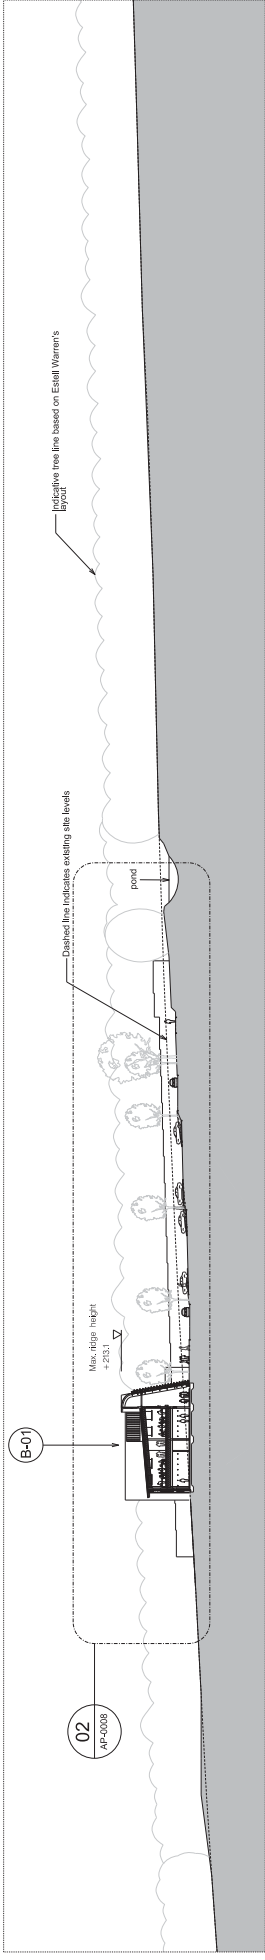 02
AP-0008
B-01
Max. ridge height
+ 213.1
Dashed line indicates existing site levels
pond
Indicative tree line based on Estell Warren's
layout